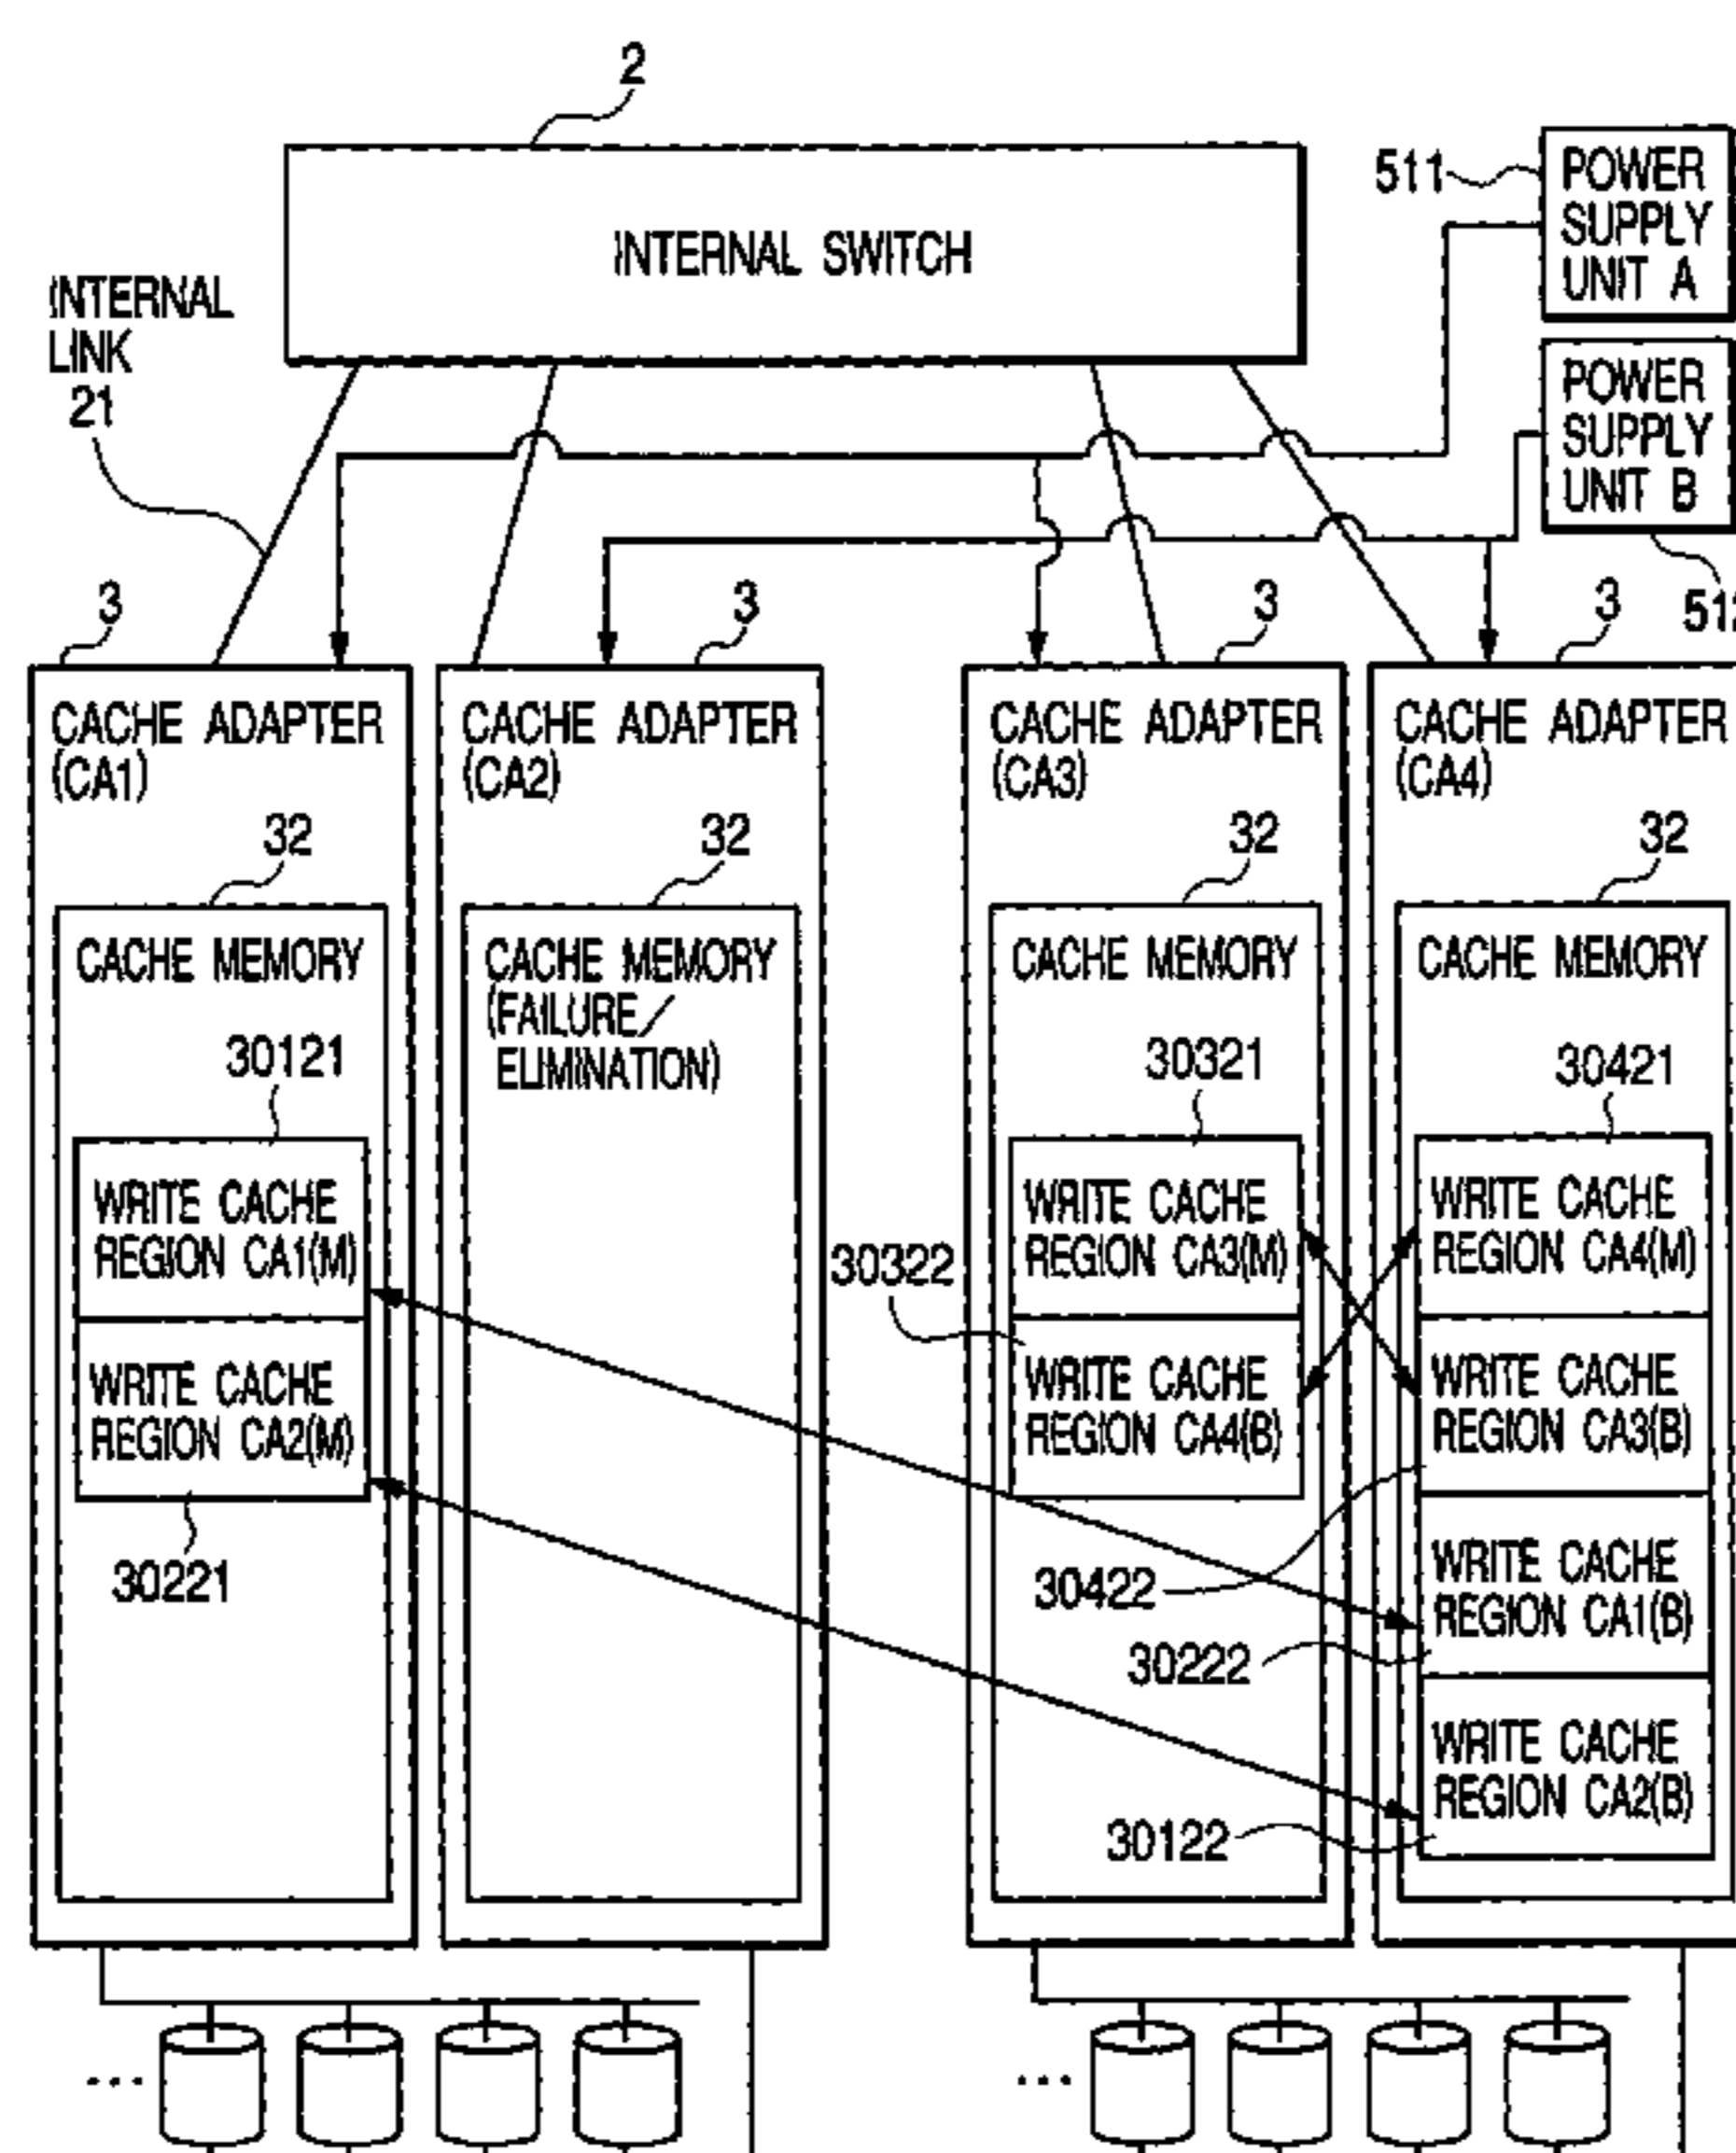 2
INTERNAL SWITCH
511
POWER
SUPPLY
UNIT A
INTERNAL
LINK
21
POWER
SUPPLY
UNIT B
512
3
3
3
3
CACHE ADAPTER
(CA1)
CACHE ADAPTER
(CA2)
CACHE ADAPTER
(CA3)
CACHE ADAPTER
(CA4)
32
32
32
32
CACHE MEMORY
CACHE MEMORY
(FAILURE/
ELIMINATION)
CACHE MEMORY
CACHE MEMORY
30121
30321
30421
WRITE CACHE
REGION CA1(M)
WRITE CACHE
REGION CA2(M)
30221
30322
WRITE CACHE
REGION CA3(M)
WRITE CACHE
REGION CA4(B)
WRITE CACHE
REGION CA4(M)
WRITE CACHE
REGION CA3(B)
30422
WRITE CACHE
REGION CA1(B)
30222
WRITE CACHE
REGION CA2(B)
30122
...
...